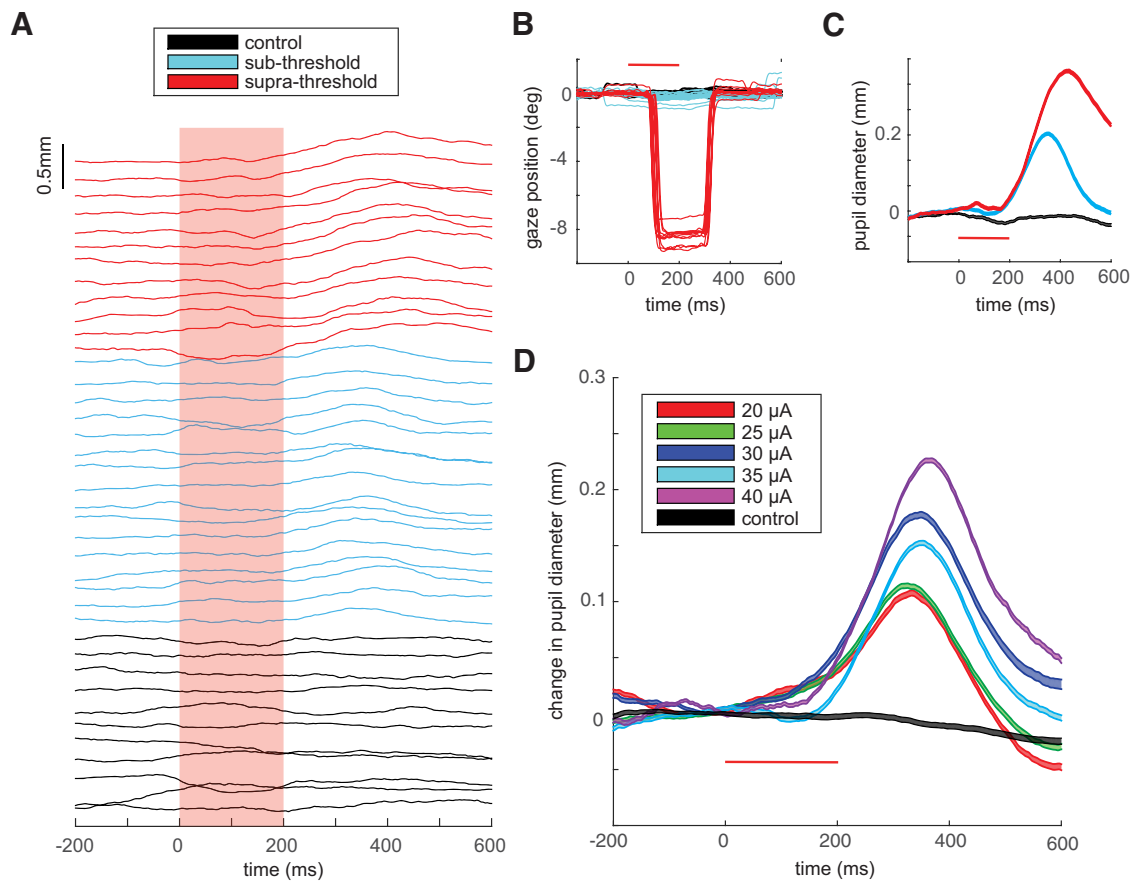 A
control
sub-threshold
supra-threshold
0.5mm
-200
0
200
400
600
time (ms)
B
gaze position (deg)
0
-4
-8
0
200
400
600
time (ms)
C
pupil diameter (mm)
0.2
0
0
200
400
600
time (ms)
D
change in pupil diameter (mm)
0.3
0.2
0.1
0
20 µA
25 µA
30 µA
35 µA
40 µA
control
-200
0
200
400
600
time (ms)